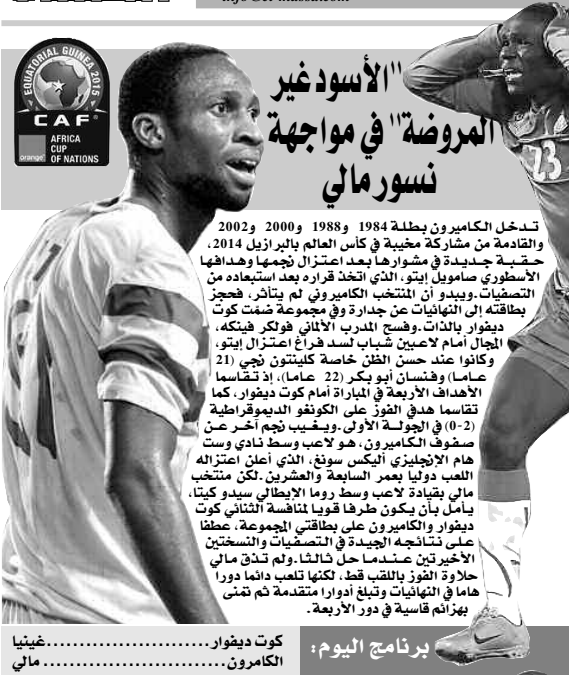 info@el-massa.com
EQUATORIAL GUINEA 2015
CAF
orange
AFRICA
CUP
OF NATIONS
"الأسود غير
المروضة" في مواجهة
نسور مالي
23
تدخل الكاميرون بطلة 1984 و1988 و2000 و2002
والقادمة من مشاركة مخيبة في كأس العالم بالبرازيل 2014،
حقبة جديدة في مشوارها بعد اعتزال نجمها وهدافها
الأسطوري صامويل إيتو، الذي اتخذ قراره بعد استبعاده من
التصفيات. ويبدو أن المنتخب الكاميروني لم يتأثر، فحجز
بطاقته إلى النهائيات عن جدارة وفي مجموعة ضمت كوت
ديفوار بالذات. وفسح المدرب الألماني فولكر فينكه،
المجال أمام لاعبين شباب لسد فراغ اعتزال إيتو،
وكانوا عند حسن الظن خاصة كلينتون نجي (21
عاما) وفنسان أبو بكر (22 عاما)، إذ تقاسما
الأهداف الأربعة في المباراة أمام كوت ديفوار، كما
تقاسما هدفي الفوز على الكونغو الديموقراطية
(2-0) في الجولة الأولى. ويغيب نجم آخر عن
صفوف الكاميرون، هو لاعب وسط نادي وست
هام الإنجليزي أليكس سونغ، الذي أعلن اعتزاله
اللعب دوليا بعمر السابعة والعشرين. لكن منتخب
مالي بقيادة لاعب وسط روما الإيطالي سيدو كيتا،
يأمل بأن يكون طرفا قويا لمنافسة الثنائي كوت
ديفوار والكاميرون على بطاقتي المجموعة، عطفا
على نتائجه الجيدة في التصفيات والنسختين
الأخيرتين عندما حل ثالثا. ولم تذق مالي
حلاوة الفوز باللقب قط، لكنها تلعب دائما دورا
هاما في النهائيات وتبلغ أدوارا متقدمة ثم تمنى
بهزائم قاسية في دور الأربعة.
برنامج اليوم:
كوت ديفوار.........................غينيا
الكامرون............................مالي